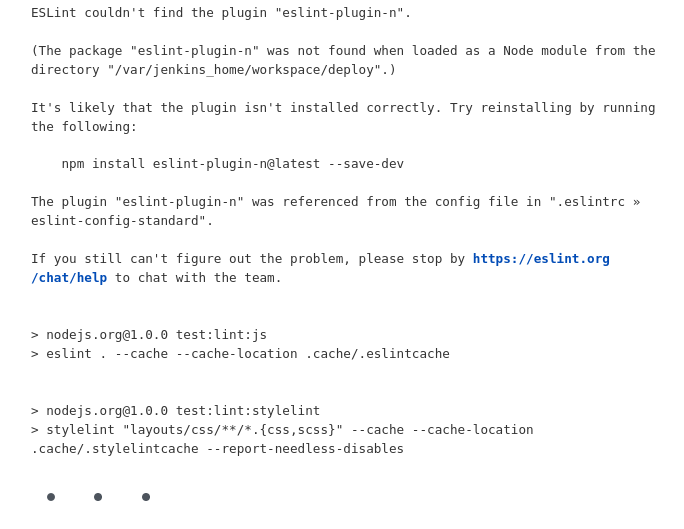 ESLint couldn't find the plugin "eslint-plugin-n".
(The package "eslint-plugin-n" was not found when loaded as a Node module from the
directory "/var/jenkins_home/workspace/deploy".)
It's likely that the plugin isn't installed correctly. Try reinstalling by running
the following:
    npm install eslint-plugin-n@latest --save-dev
The plugin "eslint-plugin-n" was referenced from the config file in ".eslintrc »
eslint-config-standard".
If you still can't figure out the problem, please stop by https://eslint.org
/chat/help to chat with the team.
> nodejs.org@1.0.0 test:lint:js
> eslint . --cache --cache-location .cache/.eslintcache
> nodejs.org@1.0.0 test:lint:stylelint
> stylelint "layouts/css/**/*.{css,scss}" --cache --cache-location
.cache/.stylelintcache --report-needless-disables